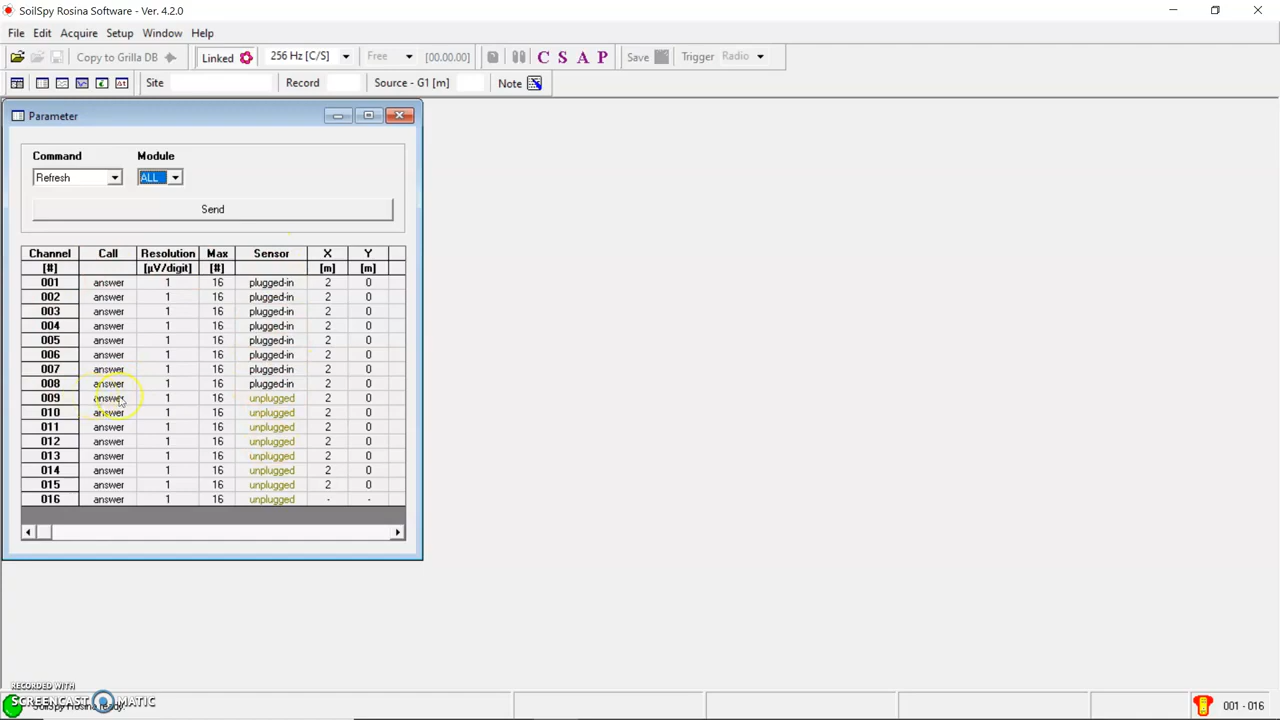 SoilSpy Rosina Software - Ver. 4.2.0
File Edit Acquire Setup Window Help
Copy to Grilla DB Linked 256 Hz [C/S] Free [00.00.00] C S A P Save Trigger Radio
Site Record Source - G1 [m] Note
Parameter
Command Module
Refresh ALL
Send
Channel Call Resolution Max Sensor X Y
[#] [µV/digit] [#] [m] [m]
001 answer 1 16 plugged-in 2 0
002 answer 1 16 plugged-in 2 0
003 answer 1 16 plugged-in 2 0
004 answer 1 16 plugged-in 2 0
005 answer 1 16 plugged-in 2 0
006 answer 1 16 plugged-in 2 0
007 answer 1 16 plugged-in 2 0
008 answer 1 16 plugged-in 2 0
009 answer 1 16 unplugged 2 0
010 answer 1 16 unplugged 2 0
011 answer 1 16 unplugged 2 0
012 answer 1 16 unplugged 2 0
013 answer 1 16 unplugged 2 0
014 answer 1 16 unplugged 2 0
015 answer 1 16 unplugged 2 0
016 answer 1 16 unplugged - -
RECORDED WITH
SCREENCAST MATIC
SoilSpy Rosina ready. 001 - 016